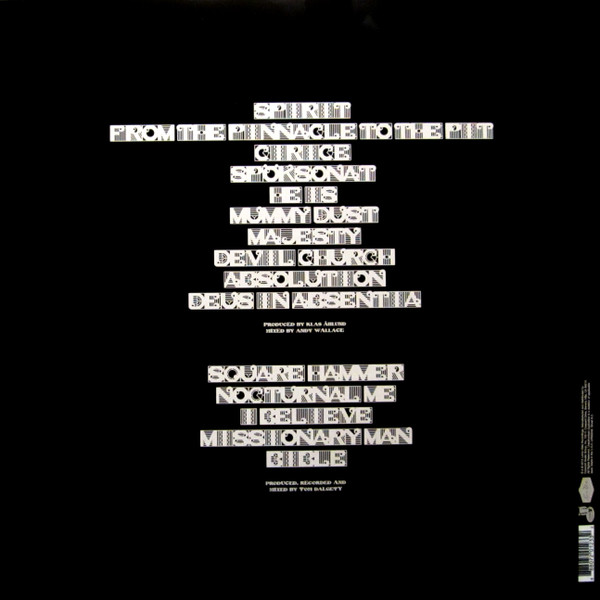 SPIRIT
FROM THE PINNACLE TO THE PIT
CIRICE
SPÖKSONAT
HE IS
MUMMY DUST
MAJESTY
DEVIL CHURCH
ABSOLUTION
DEUS IN ABSENTIA
PRODUCED BY KLAS ÅHLUND
MIXED BY ANDY WALLACE
SQUARE HAMMER
NOCTURNAL ME
I BELIEVE
MISSIONARY MAN
BIBLE
PRODUCED, RECORDED AND
MIXED BY TOM DALGETY